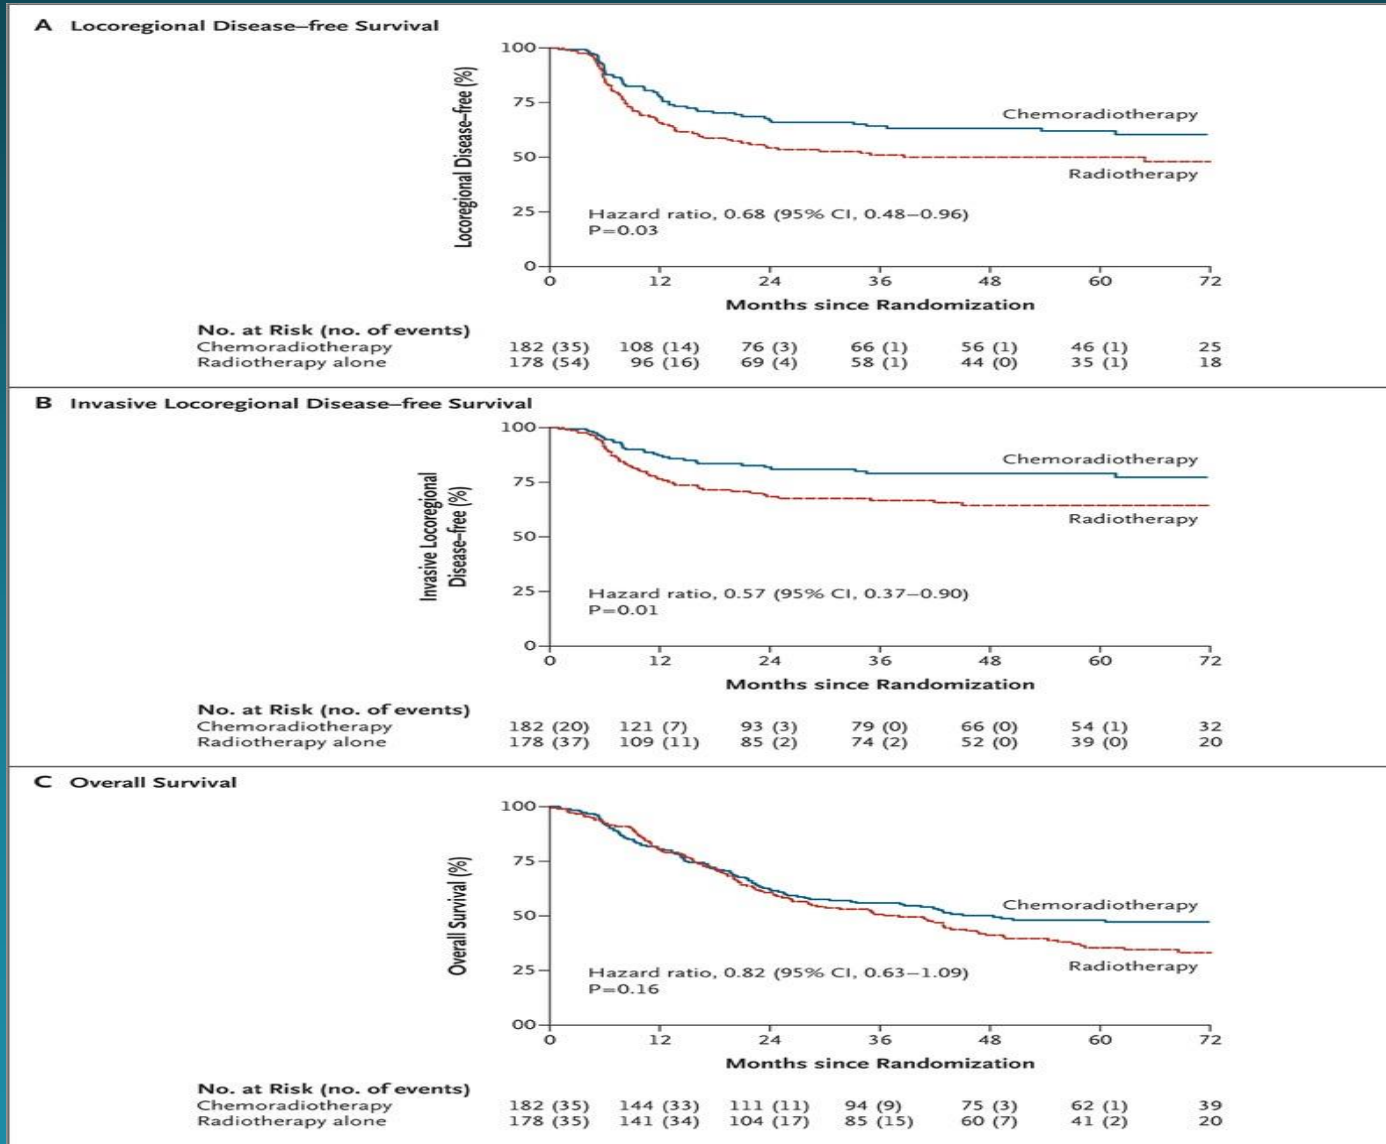 A Locoregional Disease–free Survival
Locoregional Disease–free (%)
100
75
50
25
0
Chemoradiotherapy
Radiotherapy
Hazard ratio, 0.68 (95% CI, 0.48–0.96)
P=0.03
0 12 24 36 48 60 72
Months since Randomization
No. at Risk (no. of events)
Chemoradiotherapy 182 (35) 108 (14) 76 (3) 66 (1) 56 (1) 46 (1) 25
Radiotherapy alone 178 (54) 96 (16) 69 (4) 58 (1) 44 (0) 35 (1) 18
B Invasive Locoregional Disease–free Survival
Invasive Locoregional
Disease–free (%)
100
75
50
25
0
Chemoradiotherapy
Radiotherapy
Hazard ratio, 0.57 (95% CI, 0.37–0.90)
P=0.01
0 12 24 36 48 60 72
Months since Randomization
No. at Risk (no. of events)
Chemoradiotherapy 182 (20) 121 (7) 93 (3) 79 (0) 66 (0) 54 (1) 32
Radiotherapy alone 178 (37) 109 (11) 85 (2) 74 (2) 52 (0) 39 (0) 20
C Overall Survival
Overall Survival (%)
100
75
50
25
00
Chemoradiotherapy
Radiotherapy
Hazard ratio, 0.82 (95% CI, 0.63–1.09)
P=0.16
0 12 24 36 48 60 72
Months since Randomization
No. at Risk (no. of events)
Chemoradiotherapy 182 (35) 144 (33) 111 (11) 94 (9) 75 (3) 62 (1) 39
Radiotherapy alone 178 (35) 141 (34) 104 (17) 85 (15) 60 (7) 41 (2) 20